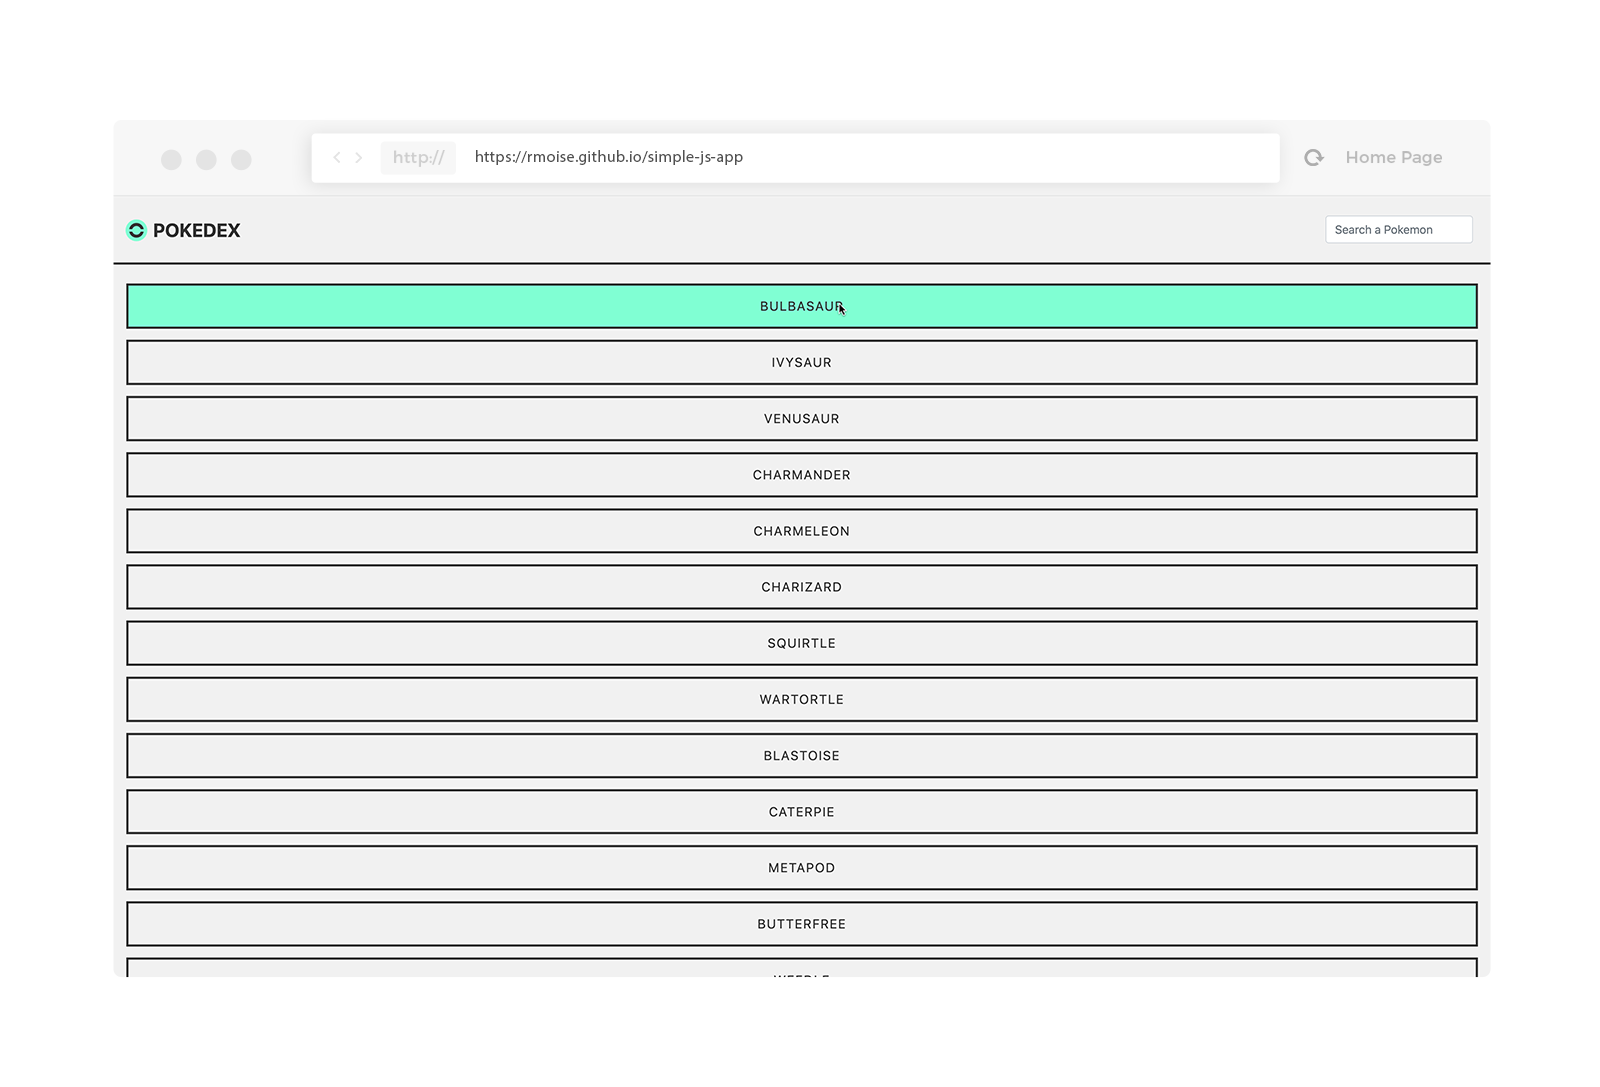 http:// https://rmoise.github.io/simple-js-app Home Page
POKEDEX Search a Pokemon
BULBASAUR
IVYSAUR
VENUSAUR
CHARMANDER
CHARMELEON
CHARIZARD
SQUIRTLE
WARTORTLE
BLASTOISE
CATERPIE
METAPOD
BUTTERFREE